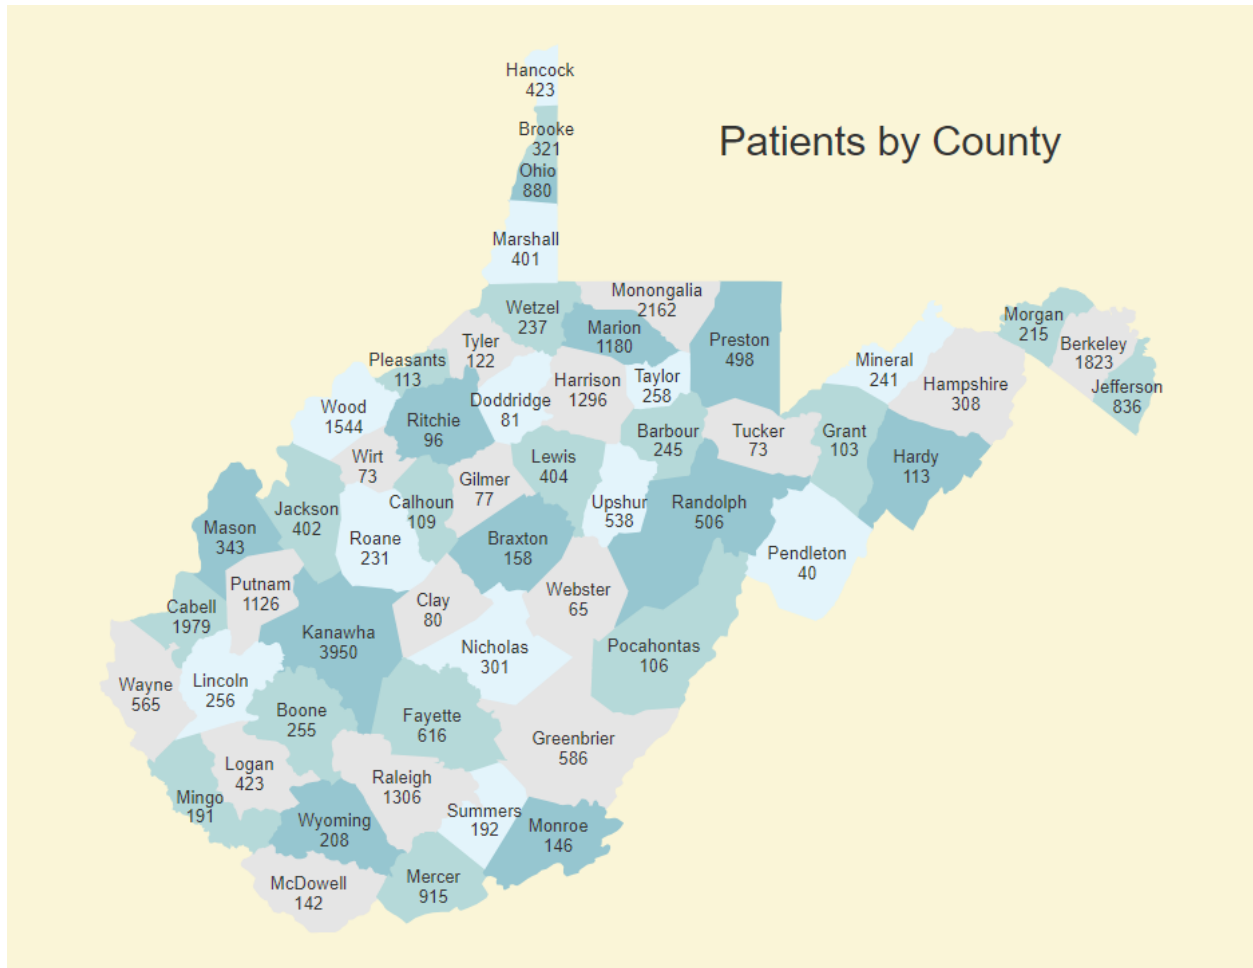 Hancock
423
Patients by County
Brooke
321
Ohio
880
Marshall
401
Monongalia
2162
Wetzel
237
Marion
1180
Preston
498
Morgan
215
Berkeley
1823
Tyler
122
Pleasants
113
Harrison
1296
Taylor
258
Mineral
241
Hampshire
308
Jefferson
836
Wood
1544
Ritchie
96
Doddridge
81
Barbour
245
Tucker
73
Grant
103
Hardy
113
Wirt
73
Lewis
404
Gilmer
77
Jackson
402
Calhoun
109
Upshur
538
Randolph
506
Mason
343
Roane
231
Braxton
158
Pendleton
40
Putnam
1126
Webster
65
Cabell
1979
Clay
80
Kanawha
3950
Nicholas
301
Pocahontas
106
Wayne
565
Lincoln
256
Boone
255
Fayette
616
Greenbrier
586
Logan
423
Raleigh
1306
Mingo
191
Wyoming
208
Summers
192
Monroe
146
McDowell
142
Mercer
915